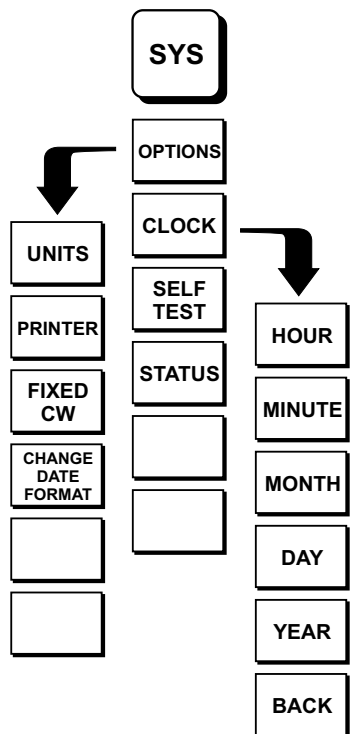 SYS
OPTIONS
CLOCK
SELF
TEST
STATUS
UNITS
PRINTER
FIXED
CW
CHANGE
DATE
FORMAT
HOUR
MINUTE
MONTH
DAY
YEAR
BACK